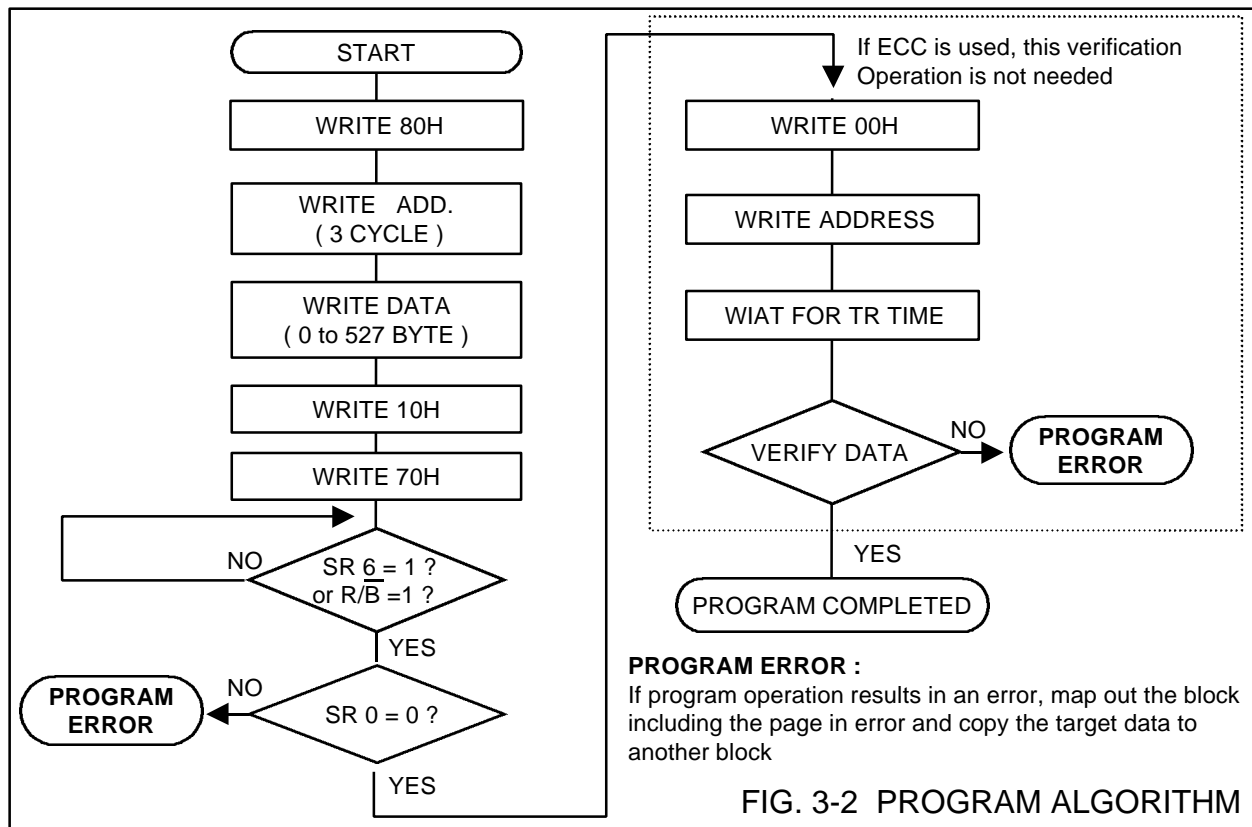 START
WRITE 80H
WRITE ADD.
( 3 CYCLE )
WRITE DATA
( 0 to 527 BYTE )
WRITE 10H
WRITE 70H
NO
SR 6 = 1 ?
or R/B̅ =1 ?
YES
NO
PROGRAM
ERROR
SR 0 = 0 ?
YES
If ECC is used, this verification
Operation is not needed
WRITE 00H
WRITE ADDRESS
WIAT FOR TR TIME
VERIFY DATA
NO
PROGRAM
ERROR
YES
PROGRAM COMPLETED
PROGRAM ERROR :
If program operation results in an error, map out the block
including the page in error and copy the target data to
another block
FIG. 3-2 PROGRAM ALGORITHM